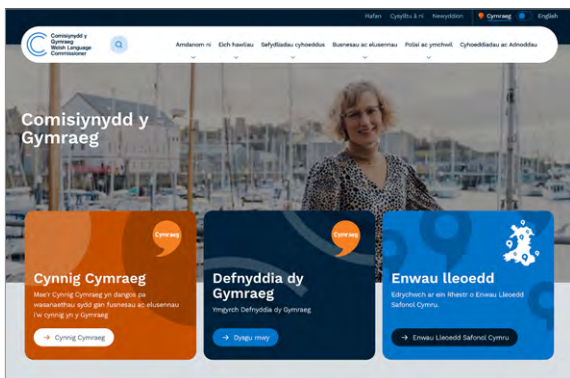 Hafan Cysylltu â ni Newyddion Cymraeg English
Comisiynydd y
Gymraeg
Welsh Language
Commissioner
Amdanom ni Eich hawliau Sefydliadau cyhoeddus Busnesau ac elusennau Polisi ac ymchwil Cyhoeddiadau ac Adnoddau
Comisiynydd y
Gymraeg
Cymraeg
Cynnig Cymraeg
Mae'r Cynnig Cymraeg yn dangos pa
wasanaethau sydd gan fusnesau ac elusennau
i'w cynnig yn y Gymraeg
→ Cynnig Cymraeg
Cymraeg
Defnyddia dy
Gymraeg
Ymgyrch Defnyddia dy Gymraeg
→ Dysgu mwy
Enwau lleoedd
Edrychwch ar ein Rhestr o Enwau Lleoedd
Safonol Cymru.
→ Enwau Lleoedd Safonol Cymru